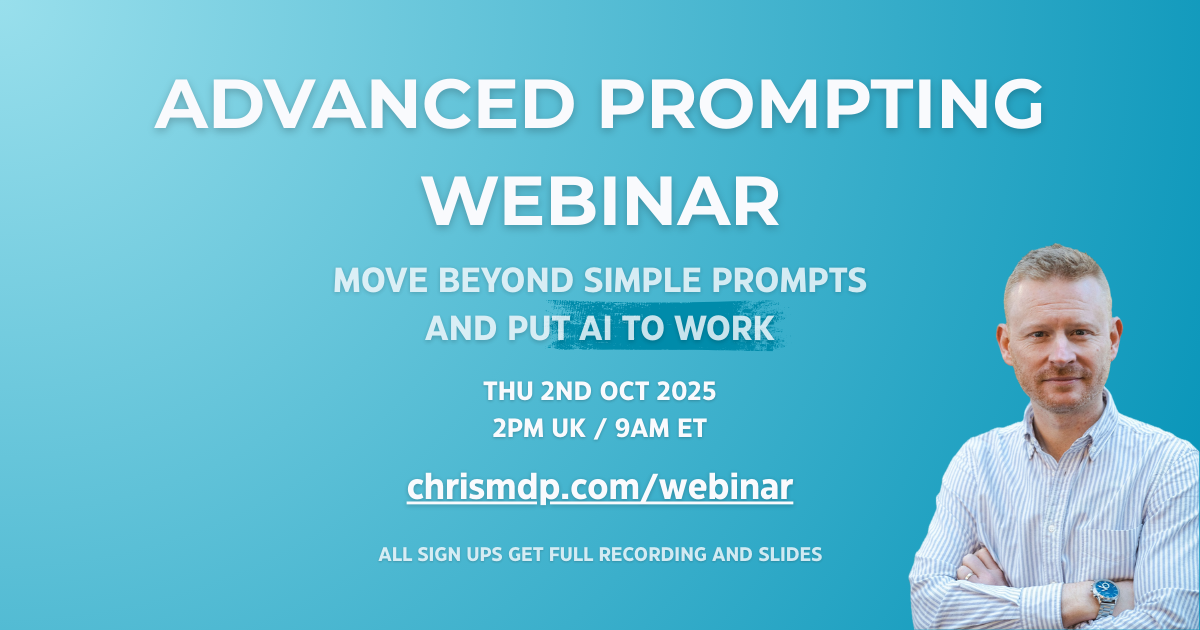 ADVANCED PROMPTING
WEBINAR
MOVE BEYOND SIMPLE PROMPTS
AND PUT AI TO WORK
THU 2ND OCT 2025
2PM UK / 9AM ET
chrismdp.com/webinar
ALL SIGN UPS GET FULL RECORDING AND SLIDES